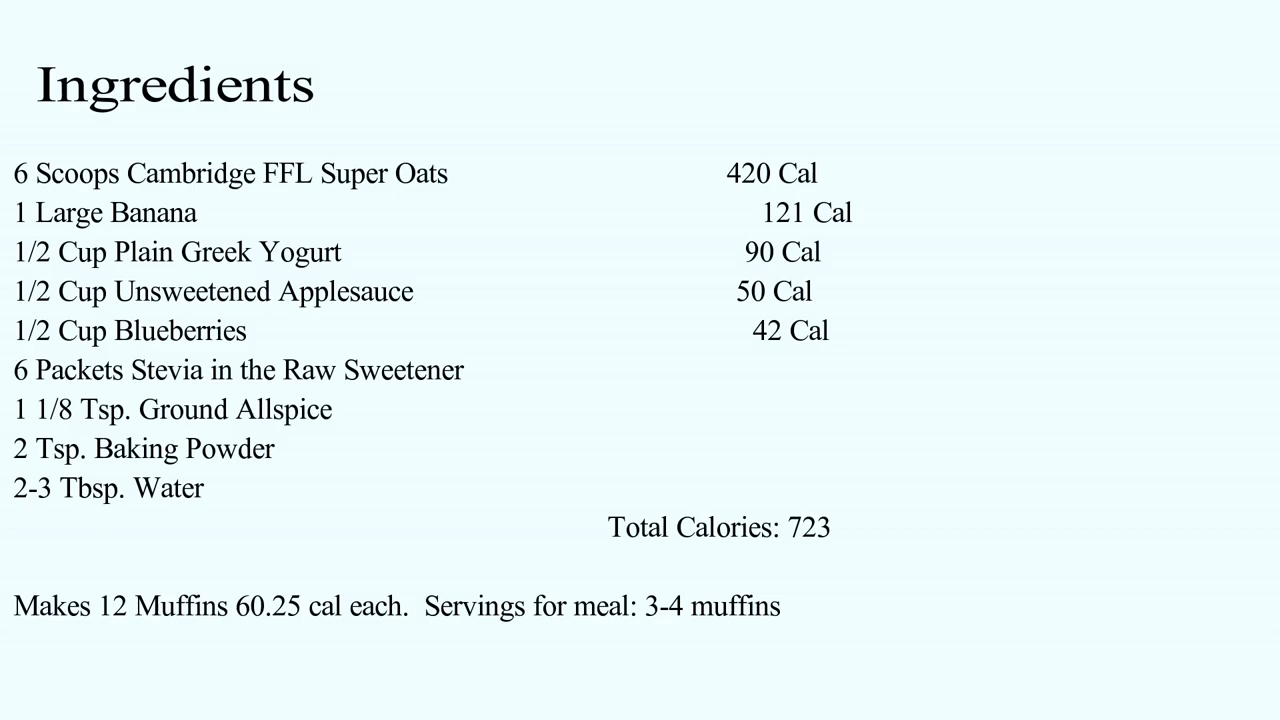 Ingredients
6 Scoops Cambridge FFL Super Oats 420 Cal
1 Large Banana 121 Cal
1/2 Cup Plain Greek Yogurt 90 Cal
1/2 Cup Unsweetened Applesauce 50 Cal
1/2 Cup Blueberries 42 Cal
6 Packets Stevia in the Raw Sweetener
1 1/8 Tsp. Ground Allspice
2 Tsp. Baking Powder
2-3 Tbsp. Water
Total Calories: 723
Makes 12 Muffins 60.25 cal each.  Servings for meal: 3-4 muffins